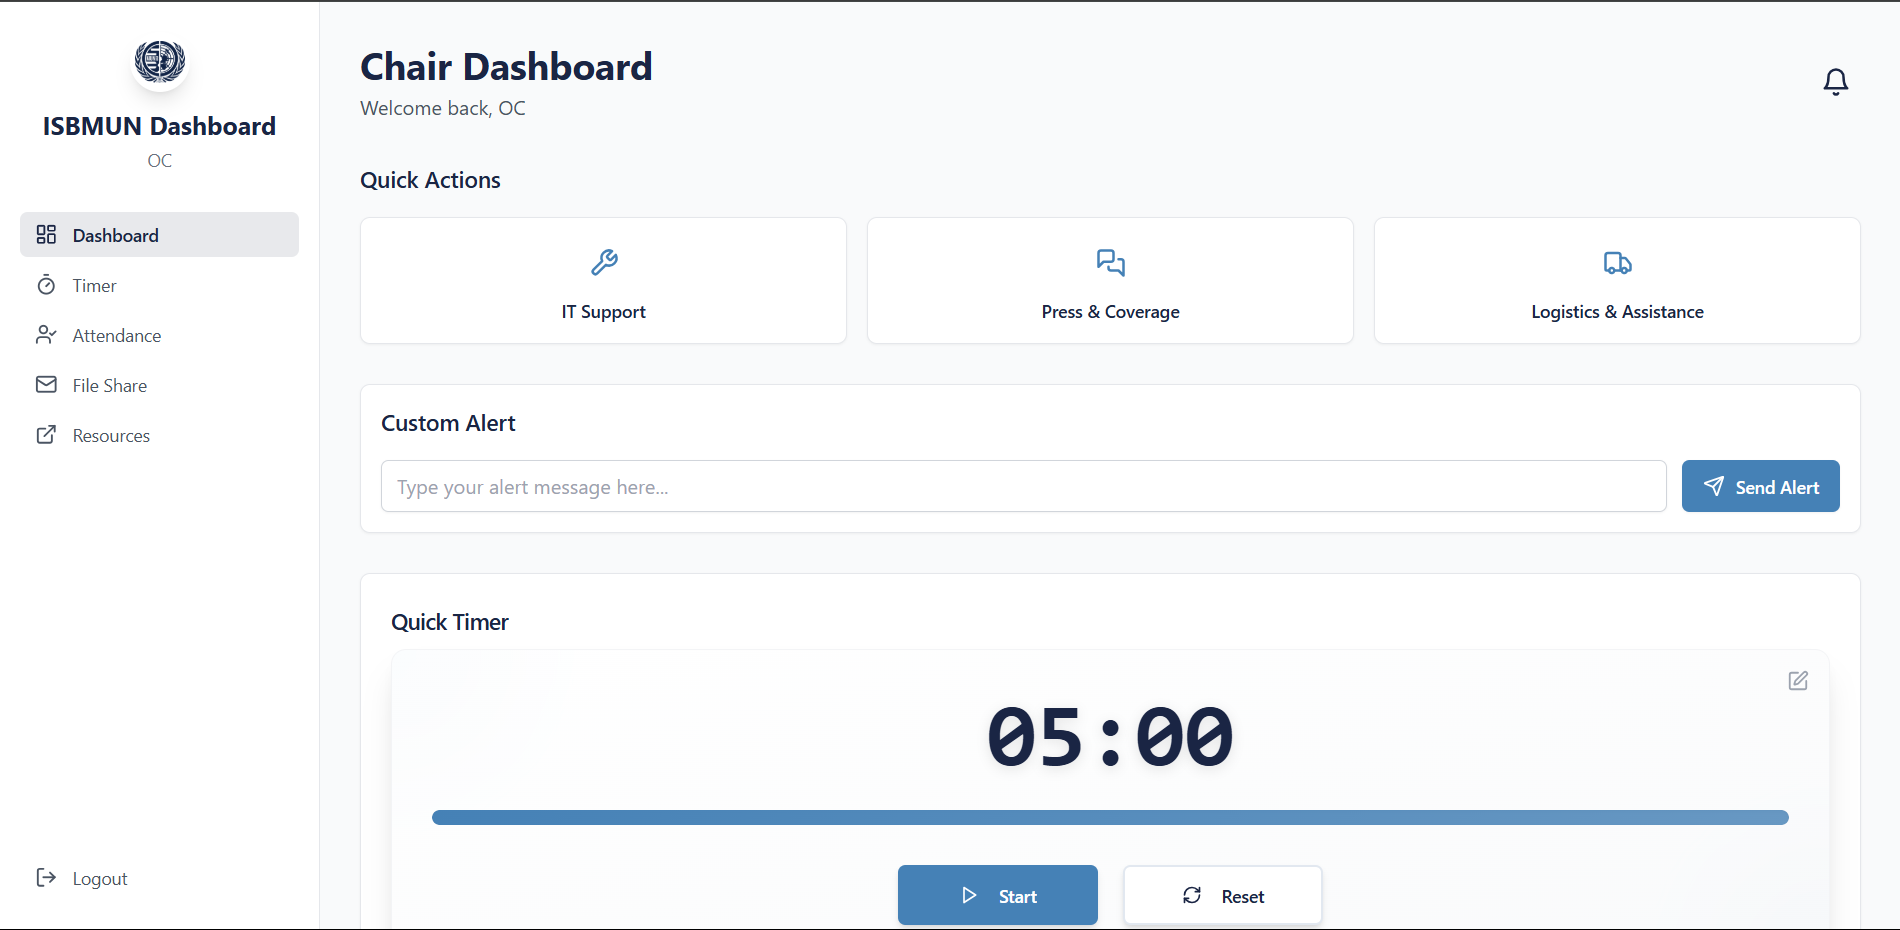 ISBMUN Dashboard
OC
Dashboard
Timer
Attendance
File Share
Resources
Logout
Chair Dashboard
Welcome back, OC
Quick Actions
IT Support
Press & Coverage
Logistics & Assistance
Custom Alert
Type your alert message here...
Send Alert
Quick Timer
05:00
Start
Reset